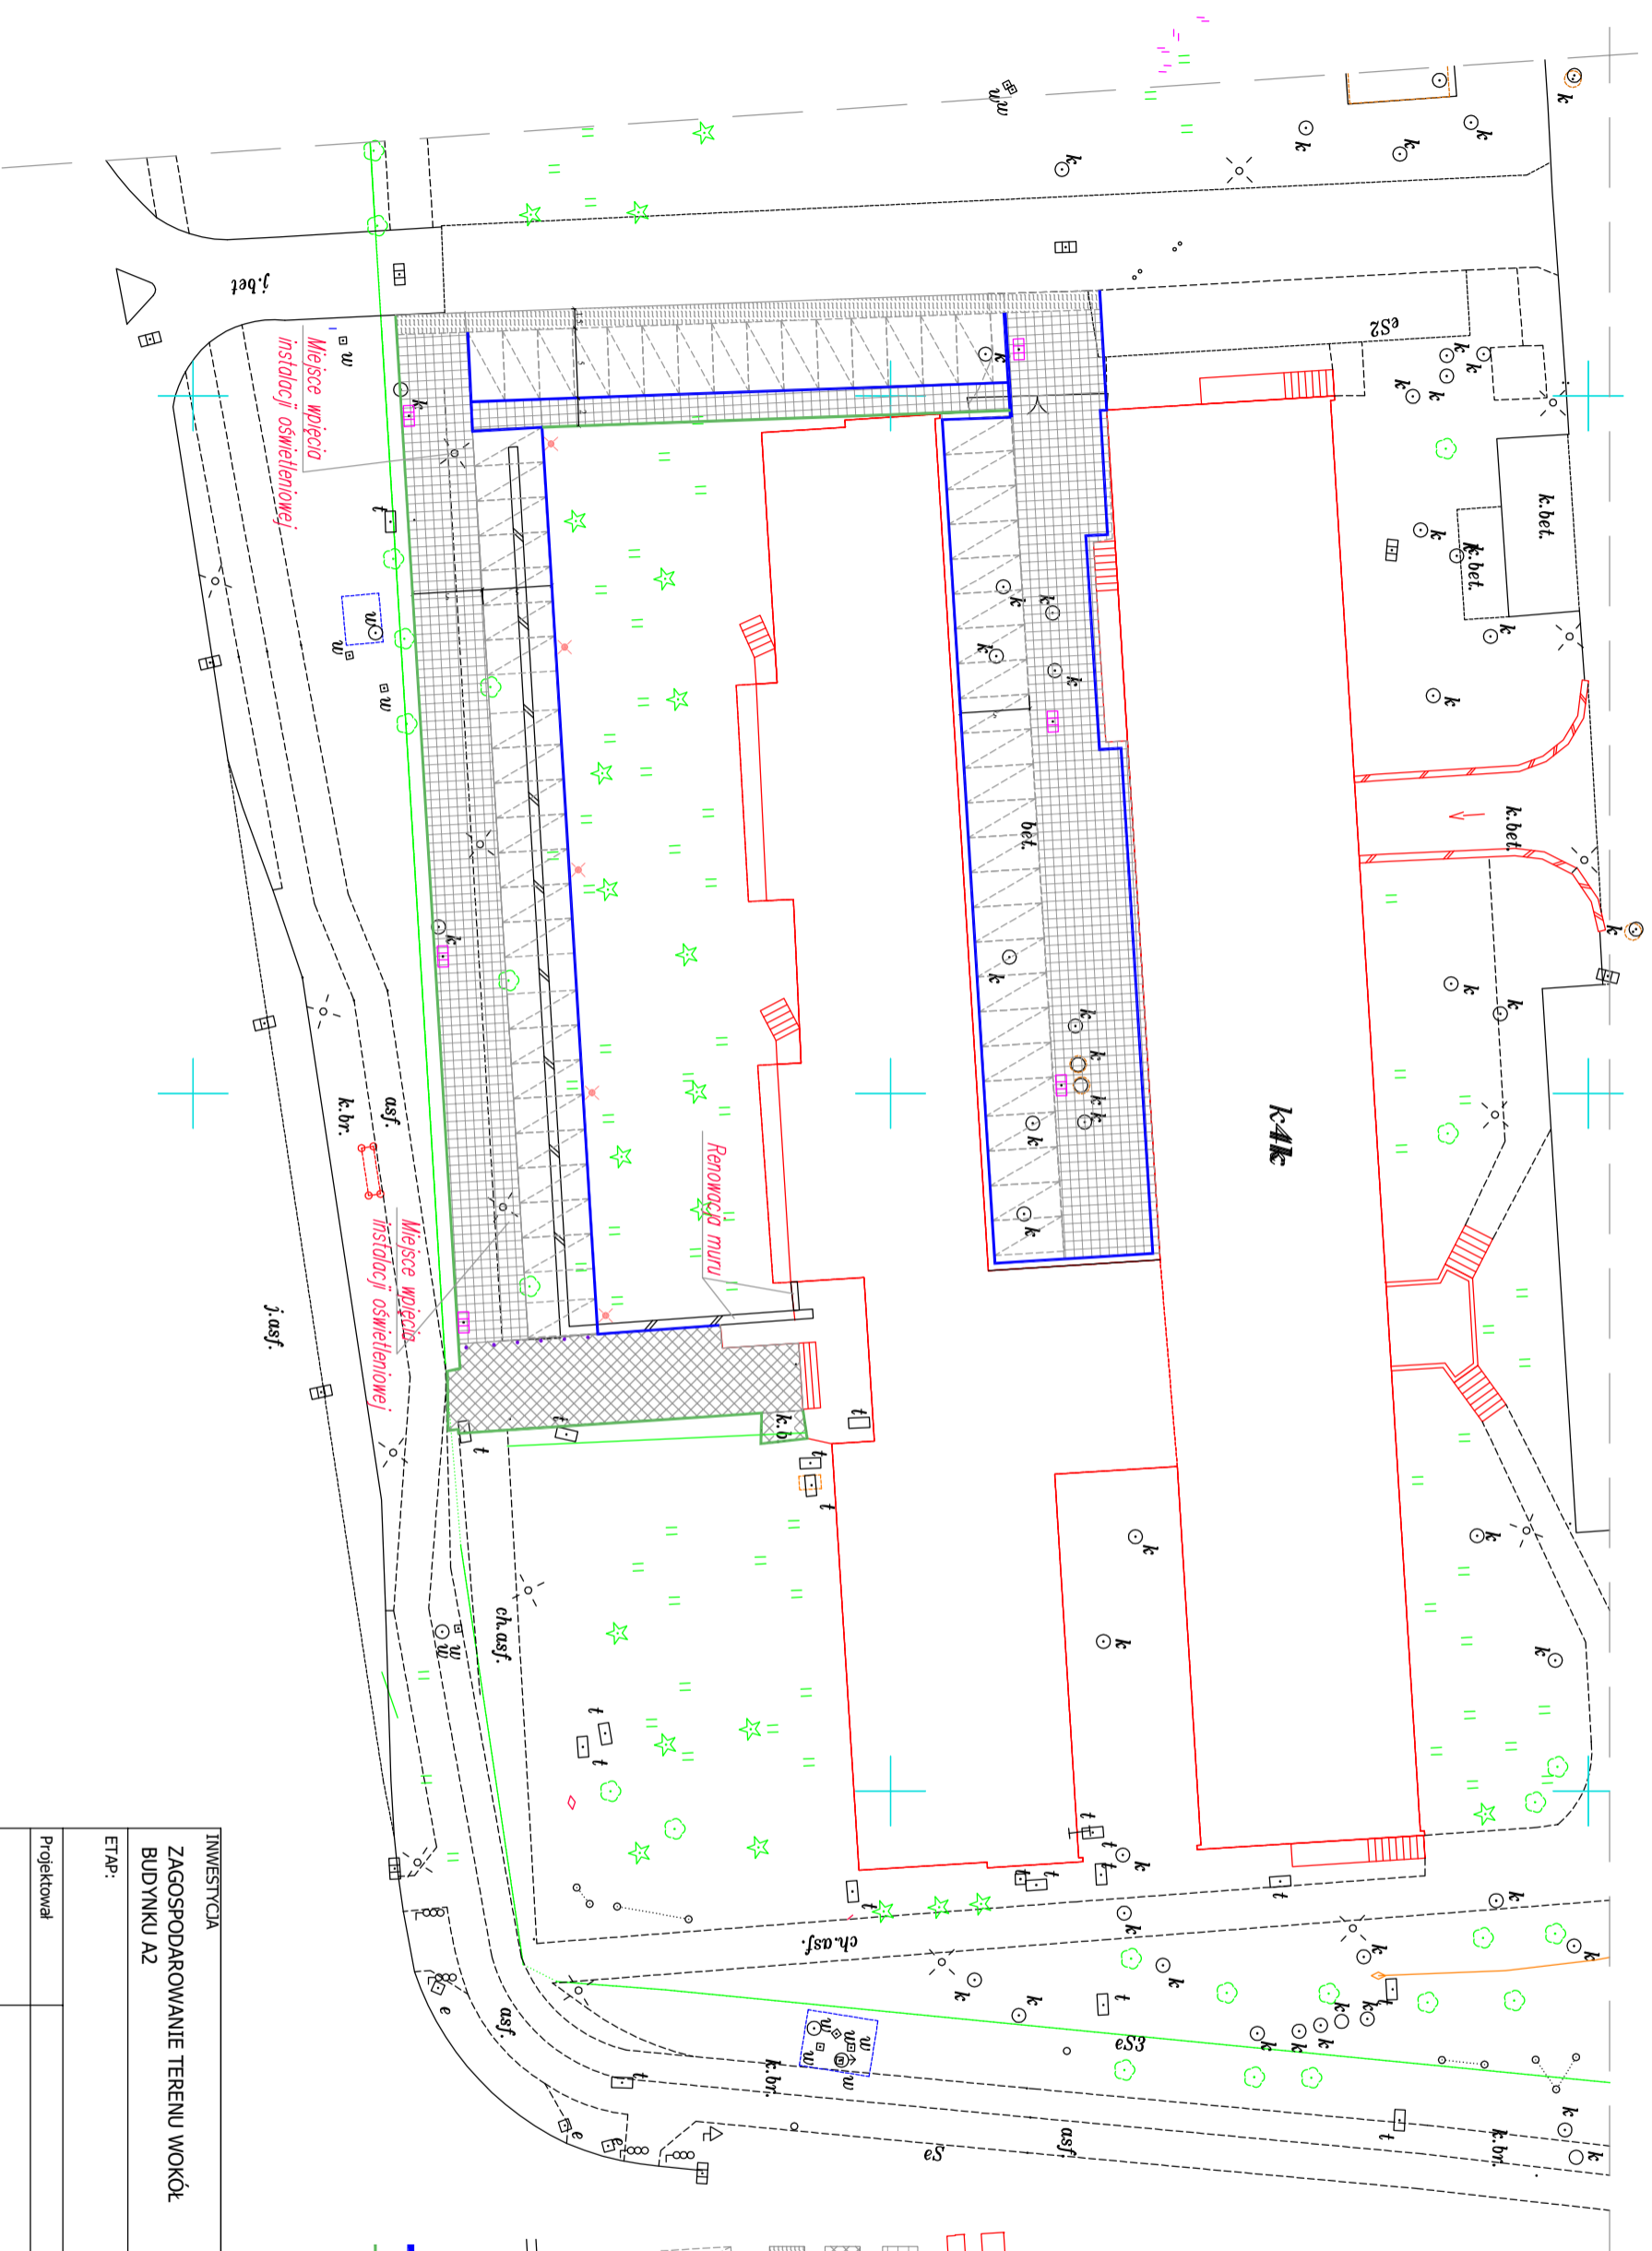 j.bet
Miejsce wpięcia
instalacji oświetleniowej
eS2
k.bet.
k.bet.
k.bet.
bet.
k4k
asf.
k.br.
Miejsce wpięcia
instalacji oświetleniowej
Renowacja muru
j.asf.
k.b
ch.asf.
ch.asf.
asf.
k.br.
eS3
eS
asf.
k.br.
INWESTYCJA
ZAGOSPODAROWANIE TERENU WOKÓŁ
BUDYNKU A2
ETAP:
Projektował